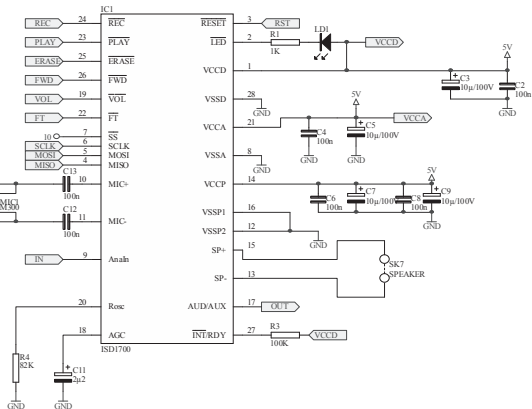 IC1
REC 24 REC RESET 3 RST
PLAY 23 PLAY LED 2 R1 1K LD1 VCCD
ERASE 25 ERASE VCCD 1 5V
FWD 26 FWD C3 10µ/100V C2 100n
VOL 19 VOL VSSD 28 GND GND
FT 22 FT VCCA 21 5V VCCA
10 7 SS C4 100n C5 10µ/100V
SCLK 6 SCLK
MOSI 5 MOSI VSSA 8 GND GND
MISO 4 MISO
C13 100n 10 MIC+ VCCP 14 5V
MIC1 M300 C6 100n C7 10µ/100V C8 100n C9 10µ/100V
C12 100n 11 MIC- VSSP1 16 GND
VSSP2 12 GND
IN 9 AnaIn SP+ 15
SP- 13 SK7 SPEAKER
20 Rosc AUD/AUX 17 OUT
18 AGC INT/RDY 27 R3 100K VCCD
ISD1700
R4 82K C11 2µ2
GND GND